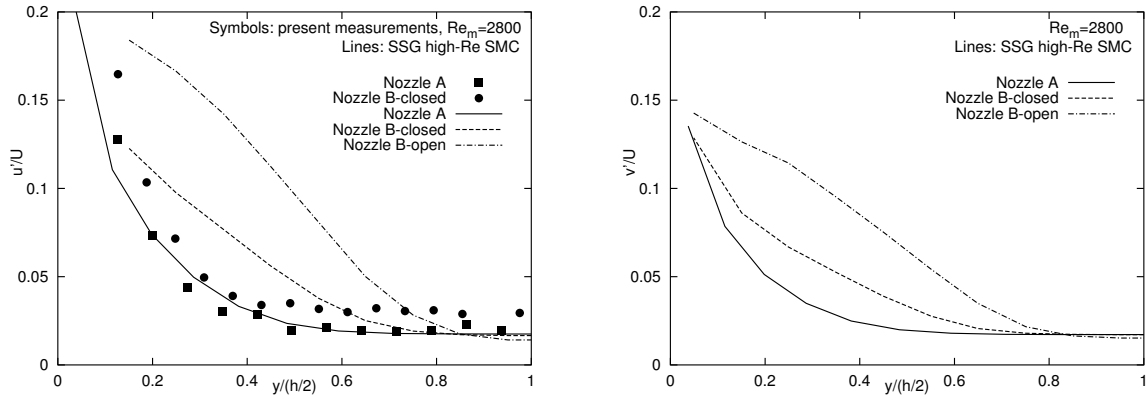 Symbols: present measurements, Re_m=2800
Lines: SSG high-Re SMC
Nozzle A
Nozzle B-closed
Nozzle A
Nozzle B-closed
Nozzle B-open
0.2
0.15
0.1
0.05
0
u'/U
0
0.2
0.4
0.6
0.8
1
y/(h/2)
Re_m=2800
Lines: SSG high-Re SMC
Nozzle A
Nozzle B-closed
Nozzle B-open
0.2
0.15
0.1
0.05
0
v'/U
0
0.2
0.4
0.6
0.8
1
y/(h/2)